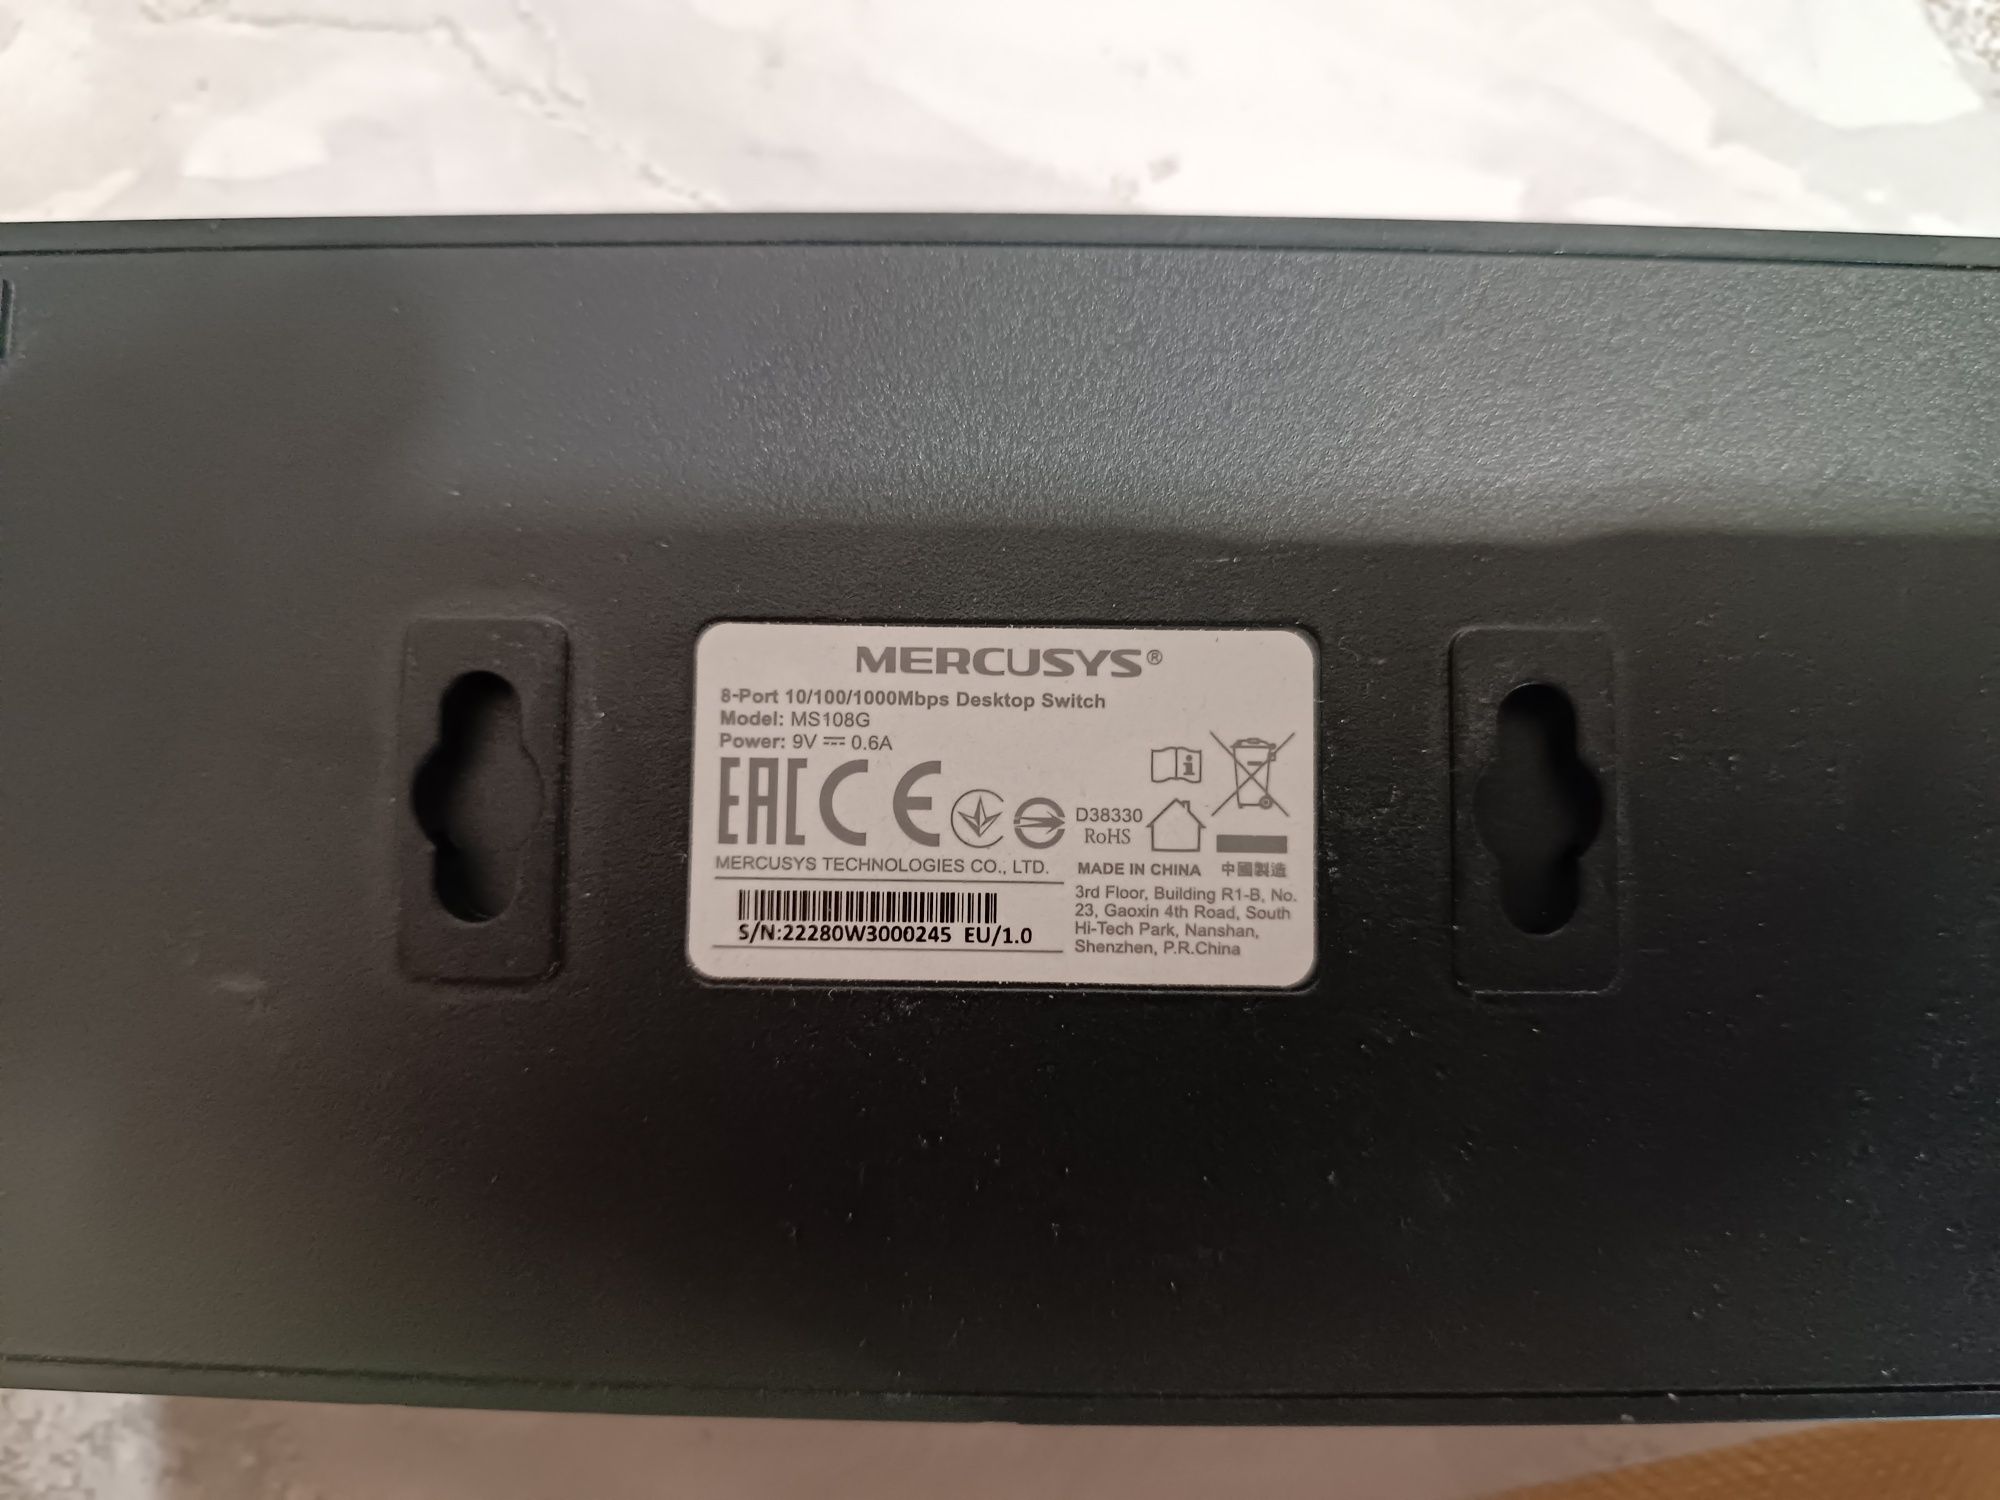 MERCUSYS®
8-Port 10/100/1000Mbps Desktop Switch
Model: MS108G
Power: 9V ⎓ 0.6A
EAC CE
D38330
RoHS
MERCUSYS TECHNOLOGIES CO., LTD.
MADE IN CHINA 中國製造
S/N:22280W3000245 EU/1.0
3rd Floor, Building R1-B, No.
23, Gaoxin 4th Road, South
Hi-Tech Park, Nanshan,
Shenzhen, P.R.China